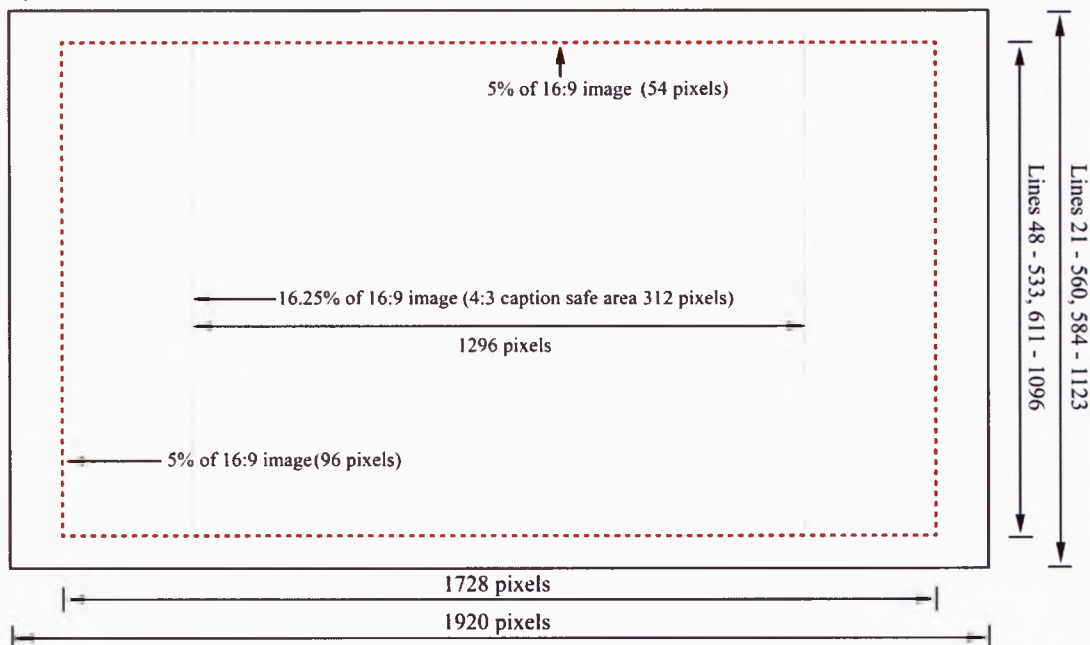 5% of 16:9 image (54 pixels)
16.25% of 16:9 image (4:3 caption safe area 312 pixels)
1296 pixels
5% of 16:9 image (96 pixels)
1728 pixels
1920 pixels
Lines 48 - 533, 611 - 1096
Lines 21 - 560, 584 - 1123